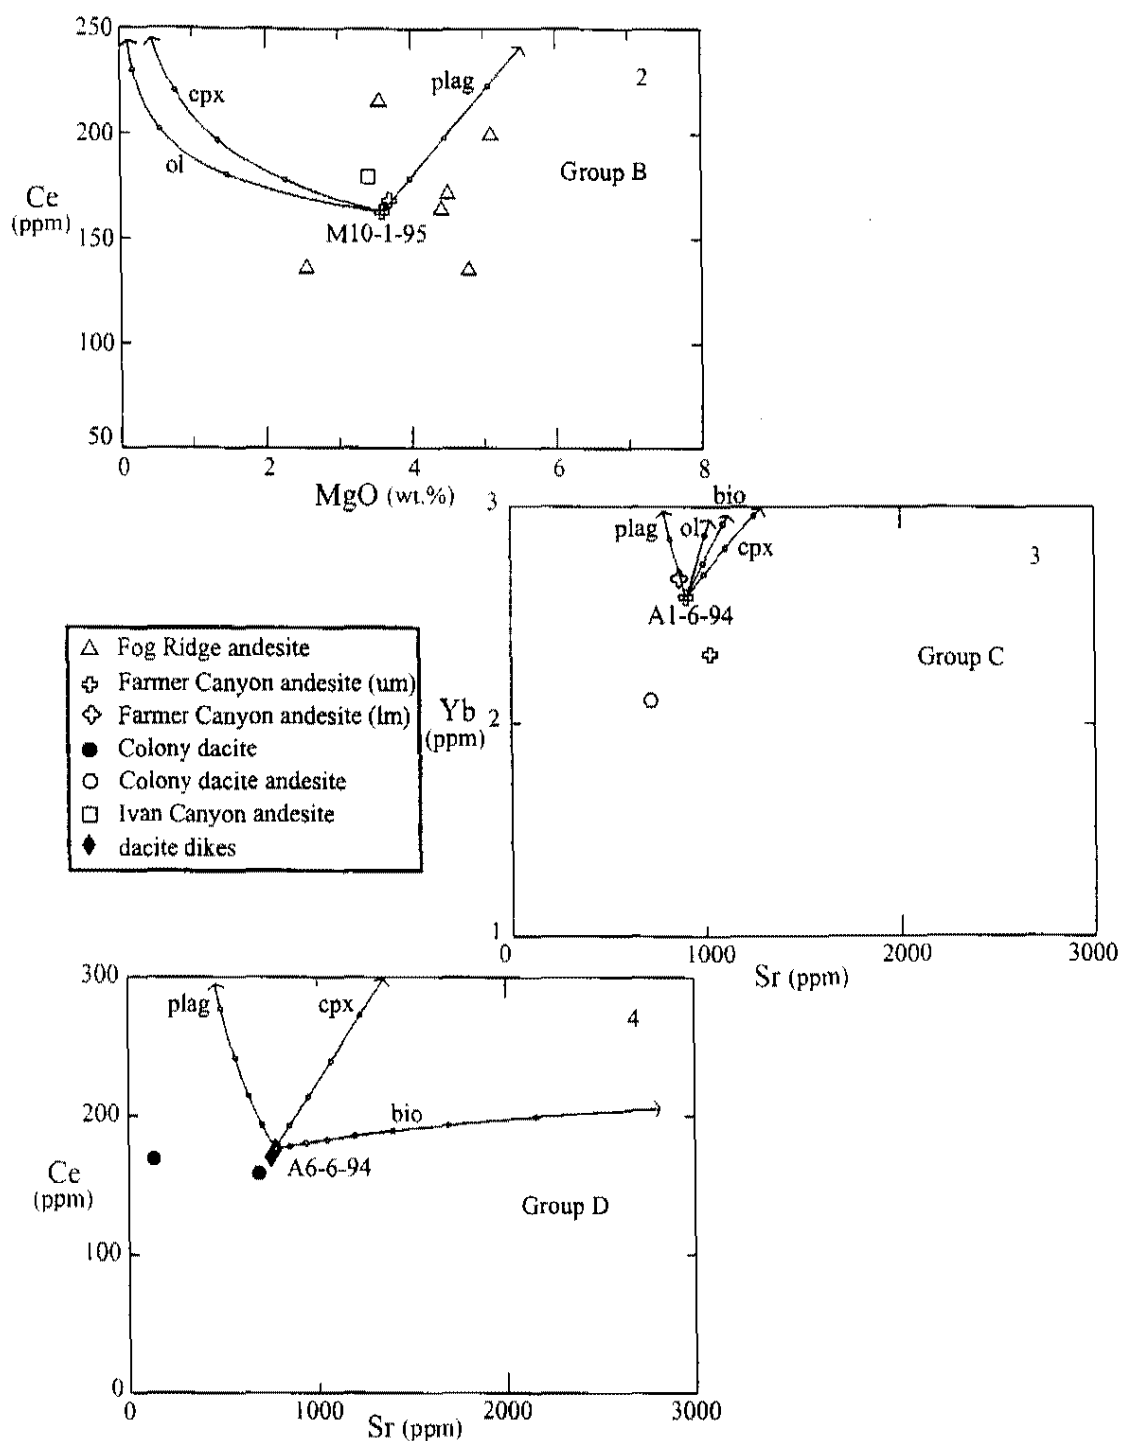 250
200
150
100
50
Ce
(ppm)
cpx
ol
plag
2
Group B
M10-1-95
0
2
4
6
8
MgO (wt.%)
3
bio
plag
ol
cpx
3
A1-6-94
Group C
Yb
(ppm)
2
1
0
1000
2000
3000
Sr (ppm)
Fog Ridge andesite
Farmer Canyon andesite (um)
Farmer Canyon andesite (lm)
Colony dacite
Colony dacite andesite
Ivan Canyon andesite
dacite dikes
300
200
100
0
Ce
(ppm)
plag
cpx
4
bio
A6-6-94
Group D
0
1000
2000
3000
Sr (ppm)